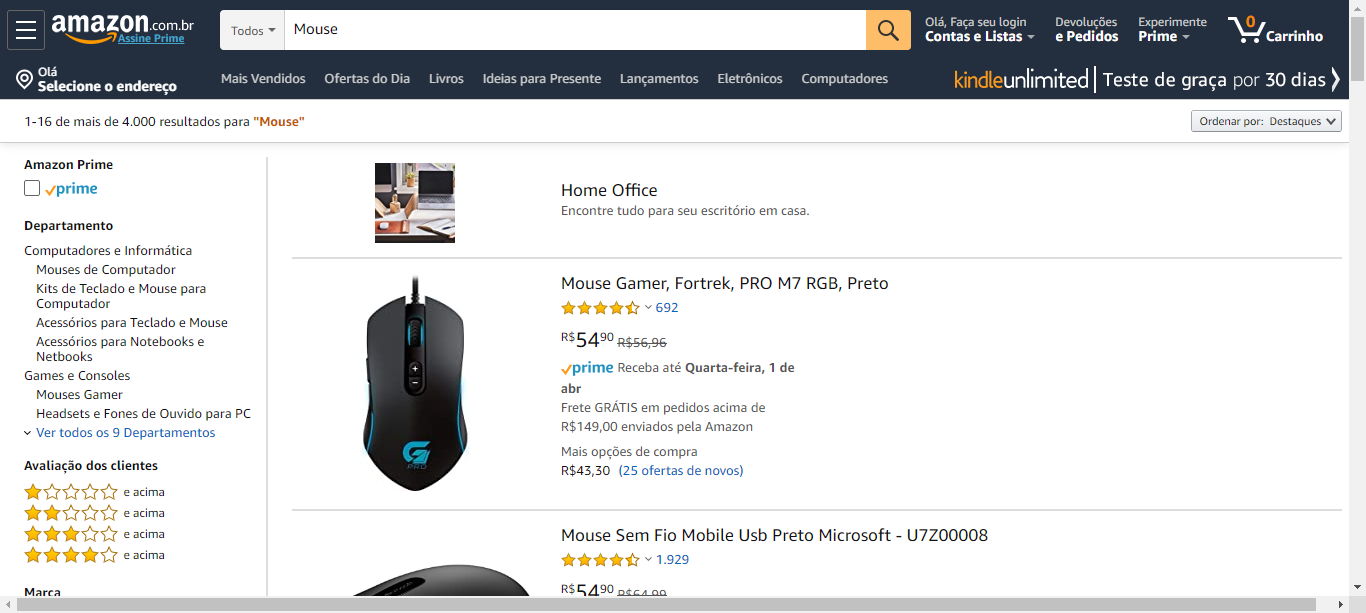 amazon.com.br
Assine Prime
Todos
Mouse
Olá, Faça seu login
Contas e Listas
Devoluções
e Pedidos
Experimente
Prime
0
Carrinho
Olá
Selecione o endereço
Mais Vendidos
Ofertas do Dia
Livros
Ideias para Presente
Lançamentos
Eletrônicos
Computadores
kindleunlimited | Teste de graça por 30 dias
1-16 de mais de 4.000 resultados para "Mouse"
Ordenar por: Destaques
Amazon Prime
prime
Departamento
Computadores e Informática
Mouses de Computador
Kits de Teclado e Mouse para
Computador
Acessórios para Teclado e Mouse
Acessórios para Notebooks e
Netbooks
Games e Consoles
Mouses Gamer
Headsets e Fones de Ouvido para PC
Ver todos os 9 Departamentos
Avaliação dos clientes
e acima
e acima
e acima
e acima
Marca
Home Office
Encontre tudo para seu escritório em casa.
PRO
Mouse Gamer, Fortrek, PRO M7 RGB, Preto
692
R$5490 R$56,96
prime Receba até Quarta-feira, 1 de
abr
Frete GRÁTIS em pedidos acima de
R$149,00 enviados pela Amazon
Mais opções de compra
R$43,30 (25 ofertas de novos)
Mouse Sem Fio Mobile Usb Preto Microsoft - U7Z00008
1.929
R$5490 R$64,99